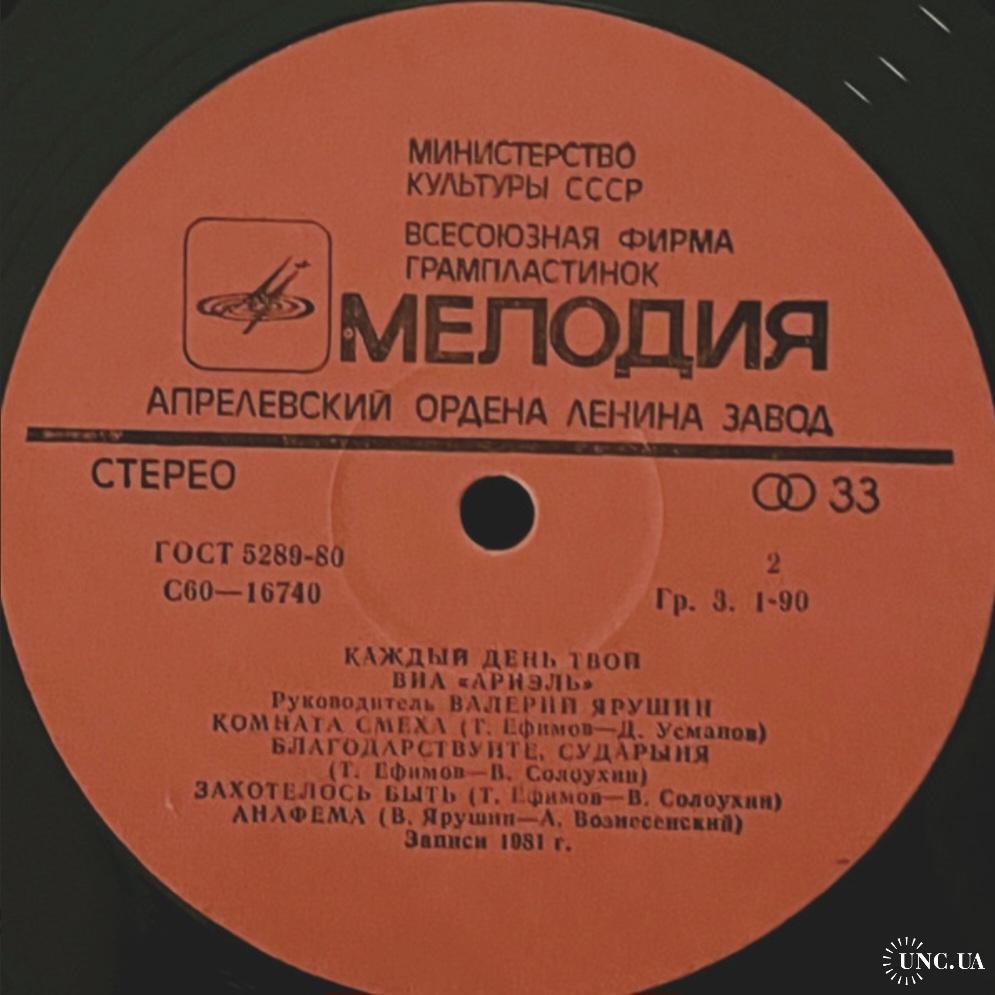 МИНИСТЕРСТВО
КУЛЬТУРЫ СССР
ВСЕСОЮЗНАЯ ФИРМА
ГРАМПЛАСТИНОК
МЕЛОДИЯ
АПРЕЛЕВСКИЙ ОРДЕНА ЛЕНИНА ЗАВОД
СТЕРЕО
33
ГОСТ 5289-80
2
С60—16740
Гр. 3. 1-90
КАЖДЫЙ ДЕНЬ ТВОЙ
ВИА «АРИЭЛЬ»
Руководитель ВАЛЕРИЙ ЯРУШИН
КОМНАТА СМЕХА (Т. Ефимов—Д. Усманов)
БЛАГОДАРСТВУЙТЕ, СУДАРЫНЯ
(Т. Ефимов—В. Солоухин)
ЗАХОТЕЛОСЬ БЫТЬ (Т. Ефимов—В. Солоухин)
АНАФЕМА (В. Ярушин—А. Вознесенский)
Записи 1981 г.
UNC.UA